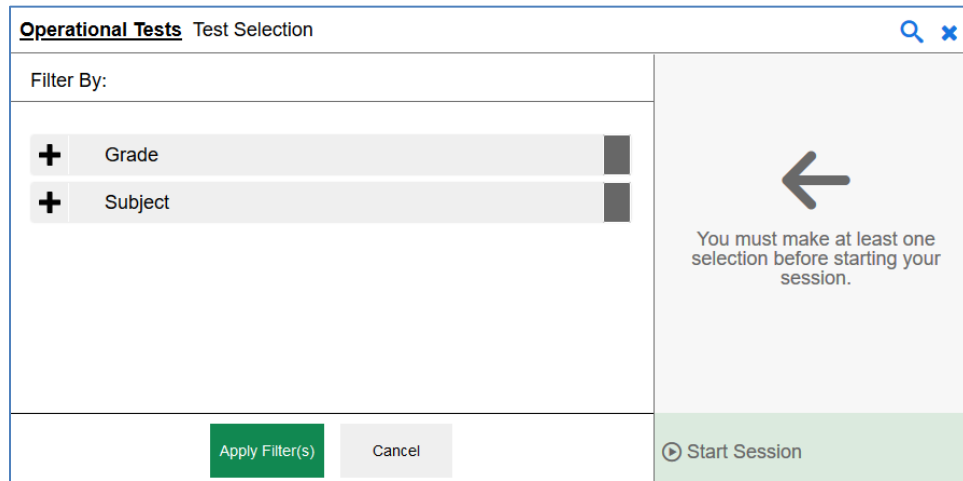 Operational Tests Test Selection
Filter By:
Grade
Subject
You must make at least one
selection before starting your
session.
Apply Filter(s)
Cancel
Start Session